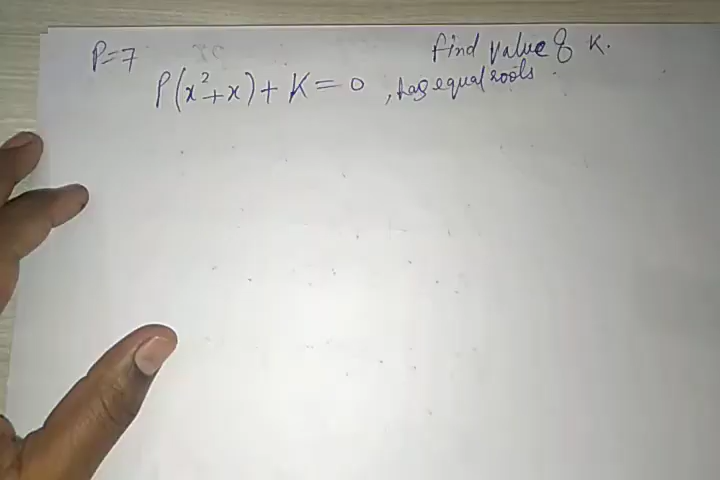 P=7
find value of K.
P(x²+x)+K=0, has equal roots.